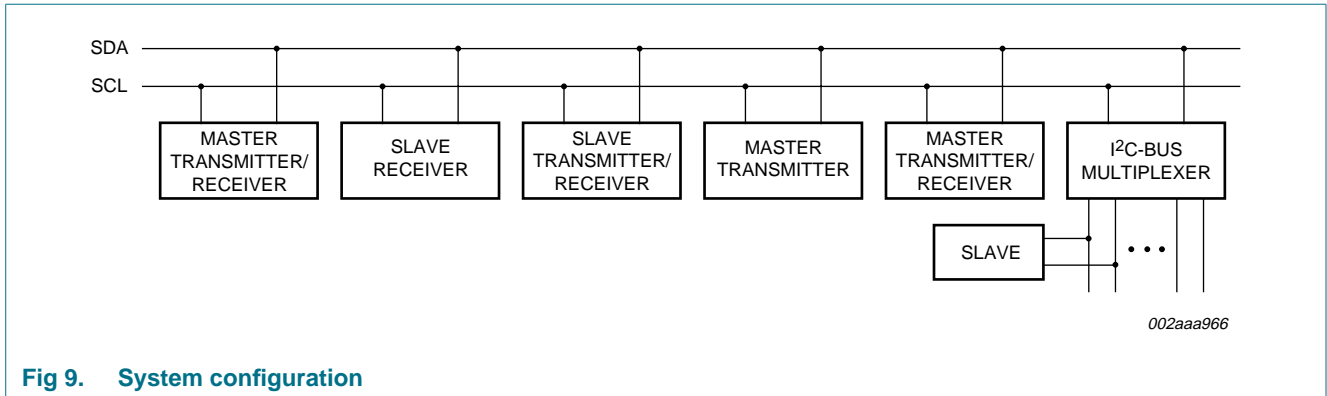 SDA
SCL
MASTER
TRANSMITTER/
RECEIVER
SLAVE
RECEIVER
SLAVE
TRANSMITTER/
RECEIVER
MASTER
TRANSMITTER
MASTER
TRANSMITTER/
RECEIVER
I²C-BUS
MULTIPLEXER
SLAVE
002aaa966
Fig 9. System configuration